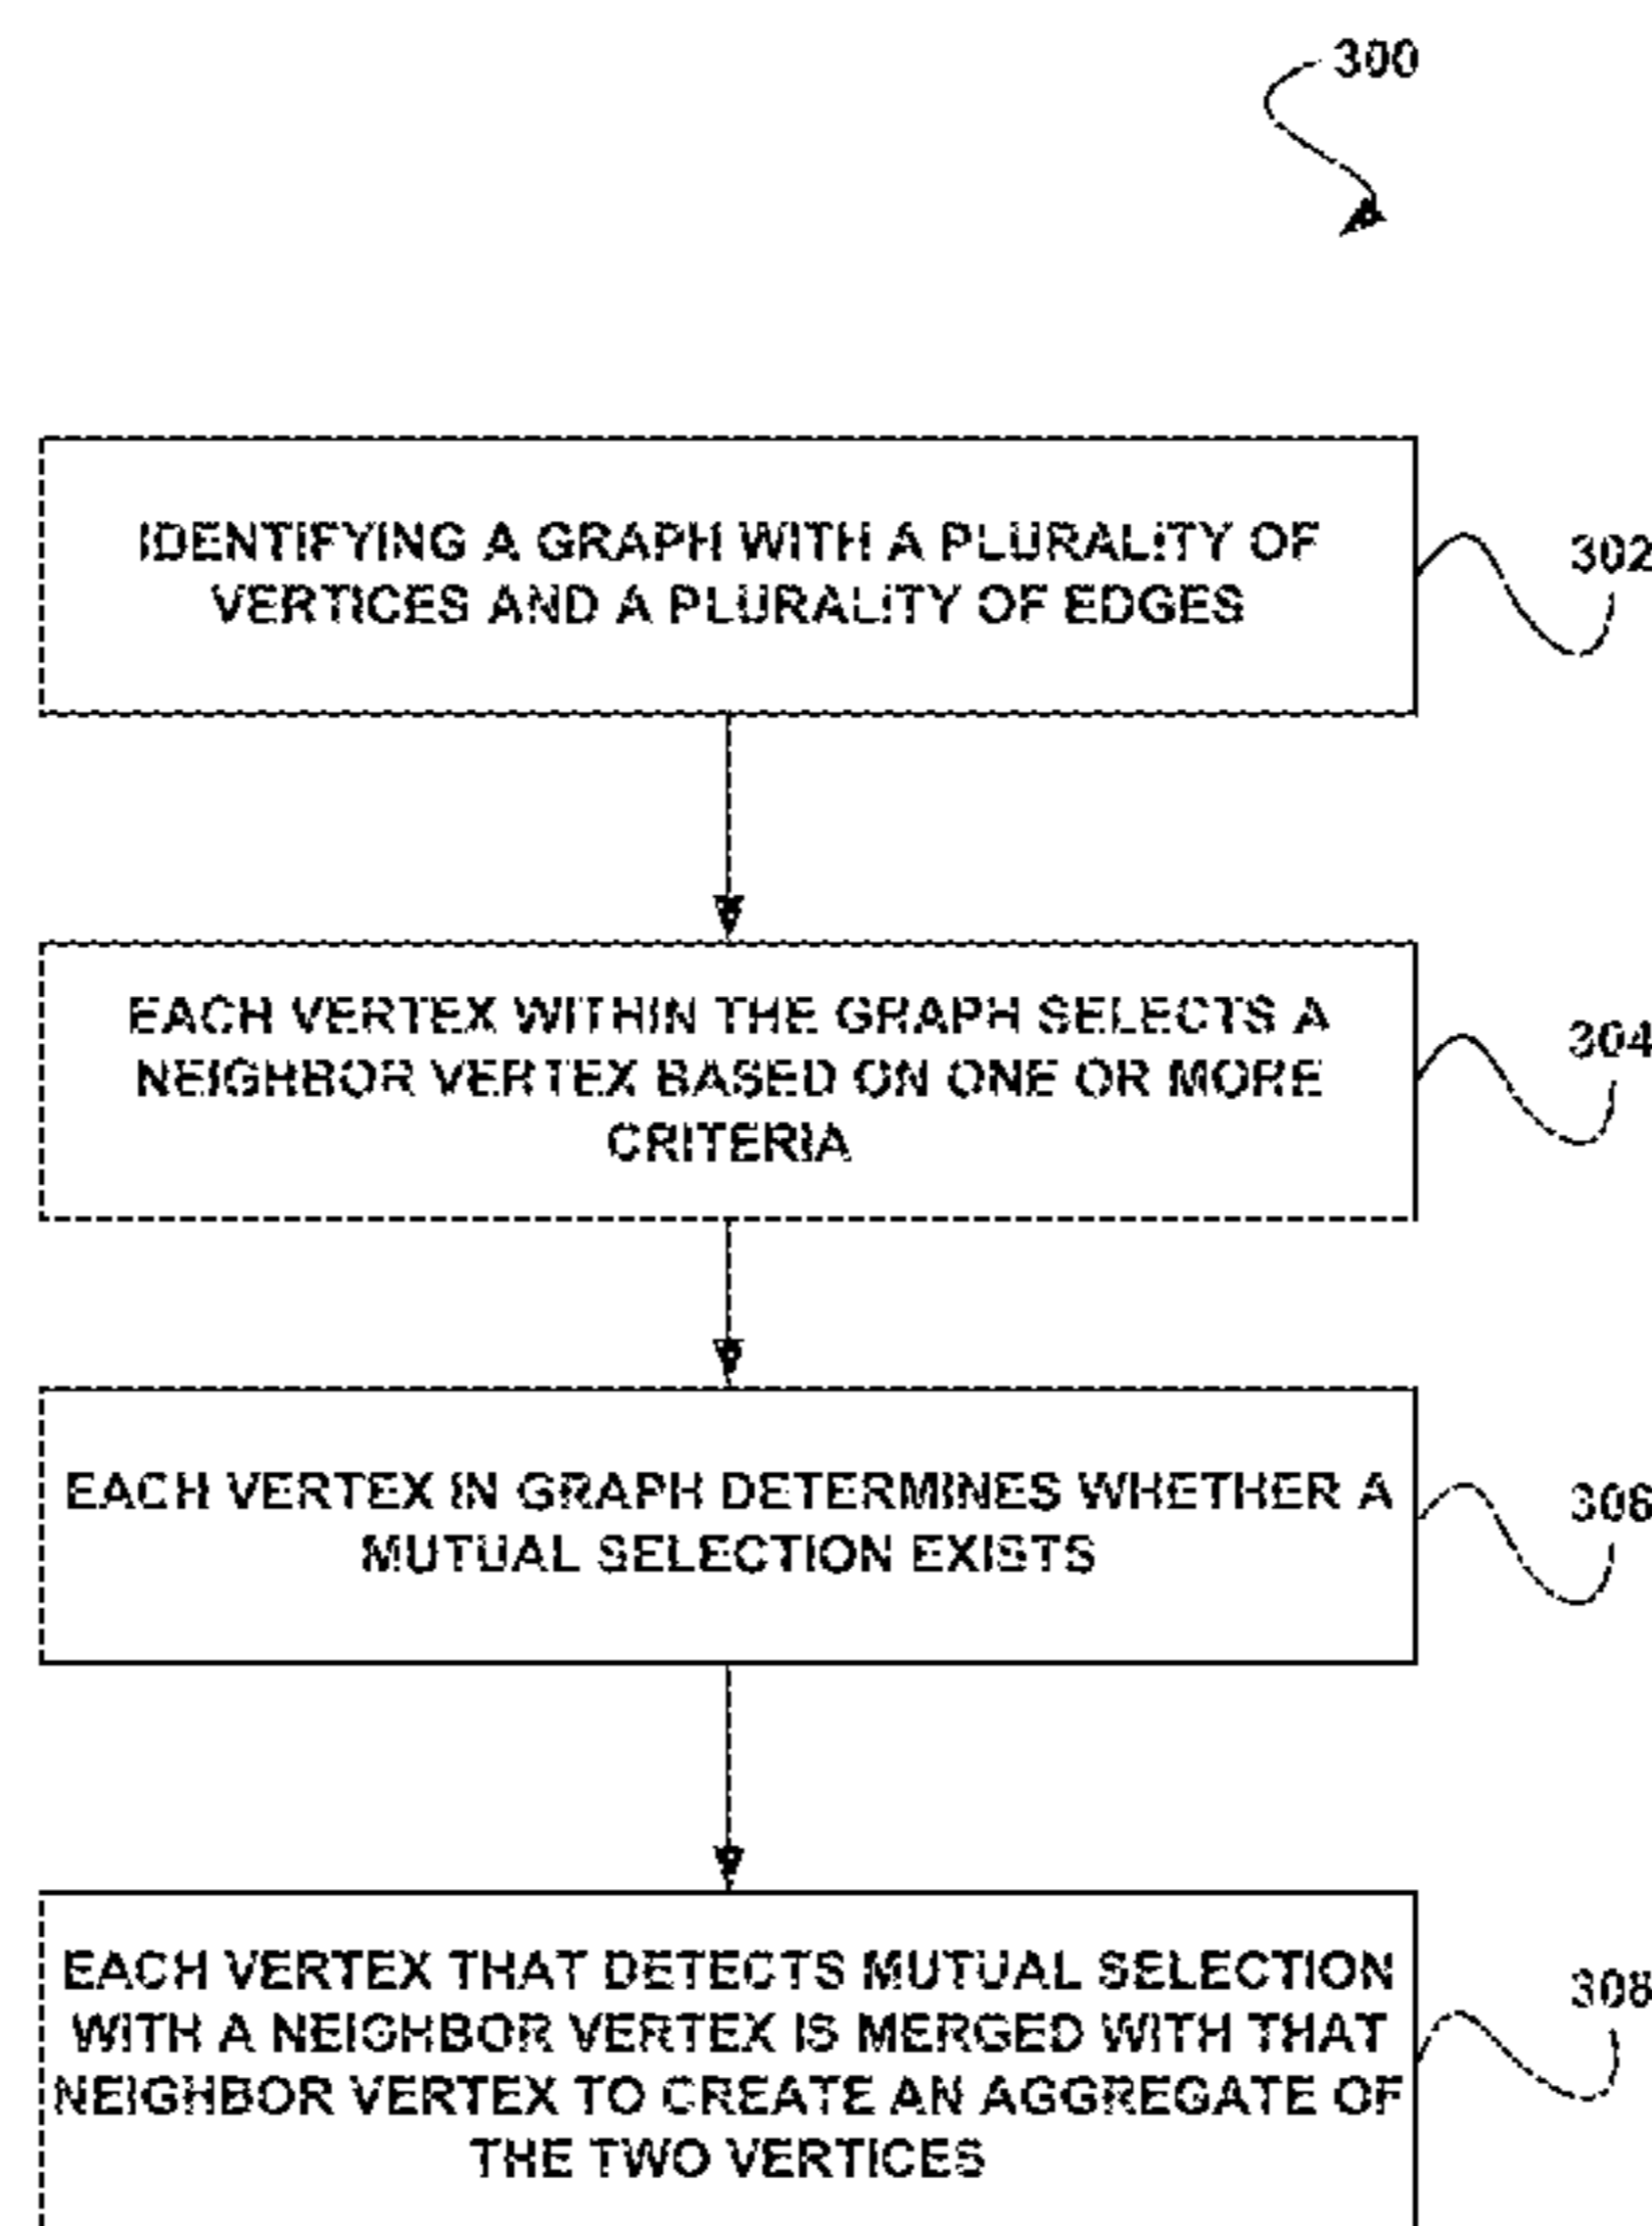 300
IDENTIFYING A GRAPH WITH A PLURALITY OF
VERTICES AND A PLURALITY OF EDGES
302
EACH VERTEX WITHIN THE GRAPH SELECTS A
NEIGHBOR VERTEX BASED ON ONE OR MORE
CRITERIA
304
EACH VERTEX IN GRAPH DETERMINES WHETHER A
MUTUAL SELECTION EXISTS
306
EACH VERTEX THAT DETECTS MUTUAL SELECTION
WITH A NEIGHBOR VERTEX IS MERGED WITH THAT
NEIGHBOR VERTEX TO CREATE AN AGGREGATE OF
THE TWO VERTICES
308